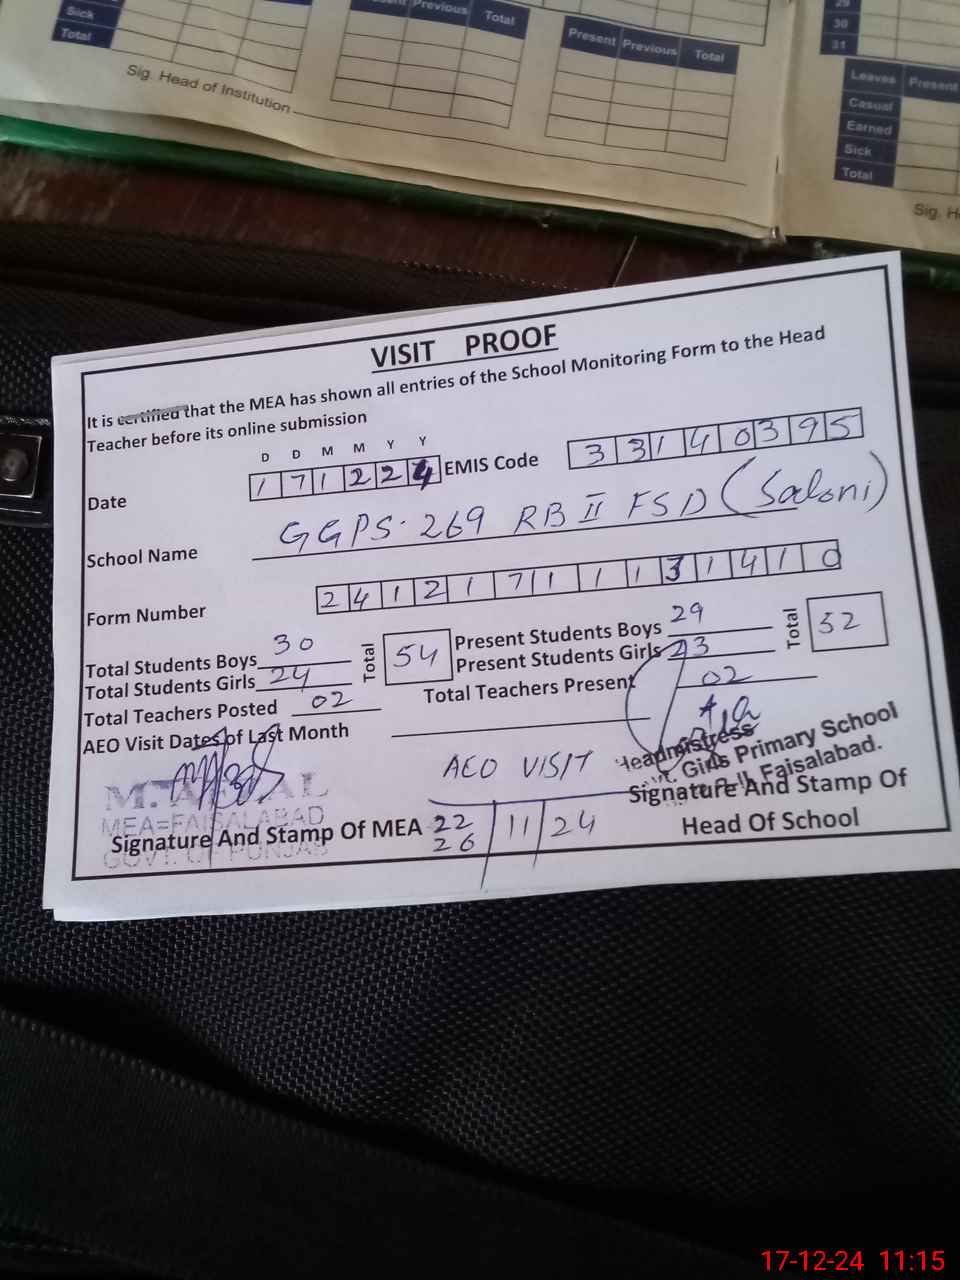 Sick
Total
Previous Total
Sig. Head of Institution
Present Previous Total
29
30
31
Leaves Present
Casual
Earned
Sick
Total
VISIT PROOF
It is certified that the MEA has shown all entries of the School Monitoring Form to the Head
Teacher before its online submission
D D M M Y Y
Date 1 7 1 2 2 4 EMIS Code 3 3 1 4 0 3 9 5
School Name GGPS. 269 RB II FSD (Saloni)
Form Number 2 4 1 2 1 7 1 1 1 3 1 4 1 0
Total Students Boys 30 Total 54 Present Students Boys 29 Total 52
Total Students Girls 24 Present Students Girls 23
Total Teachers Posted 02 Total Teachers Present 02
AEO Visit Dates of Last Month
AEO VISIT
22
26 /11/24
Headmistress
Girls Primary School
Faisalabad.
MEA=FAISALABAD
GOVT. OF PUNJAB
Signature And Stamp Of MEA
Signature And Stamp Of
Head Of School
17-12-24 11:15